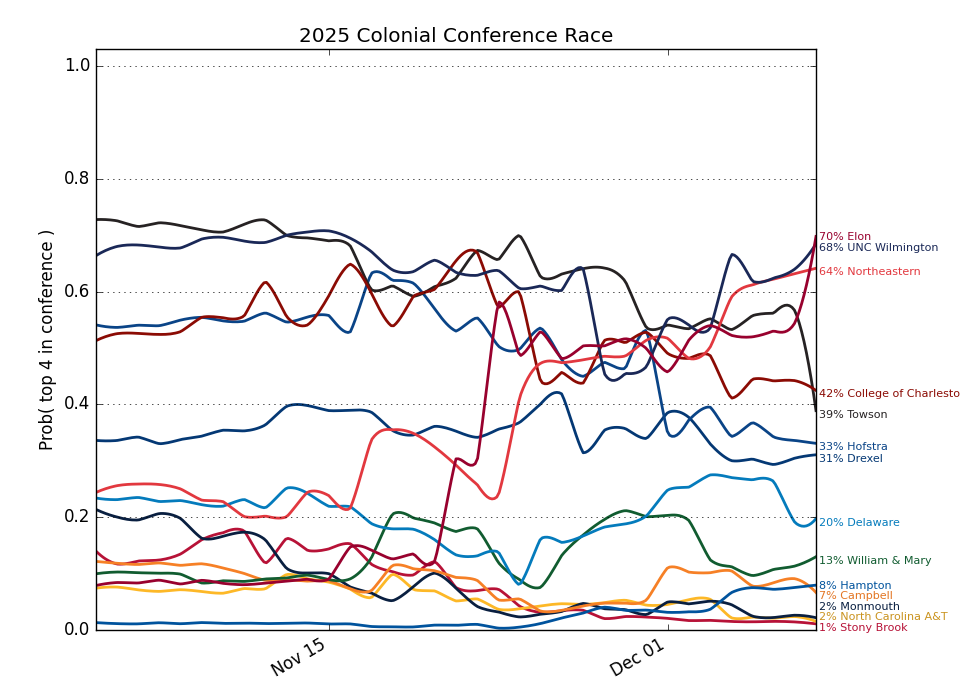 2025 Colonial Conference Race
Prob( top 4 in conference )
1.0
0.8
0.6
0.4
0.2
0.0
Nov 15
Dec 01
70% Elon
68% UNC Wilmington
64% Northeastern
42% College of Charlesto
39% Towson
33% Hofstra
31% Drexel
20% Delaware
13% William & Mary
8% Hampton
7% Campbell
2% Monmouth
2% North Carolina A&T
1% Stony Brook